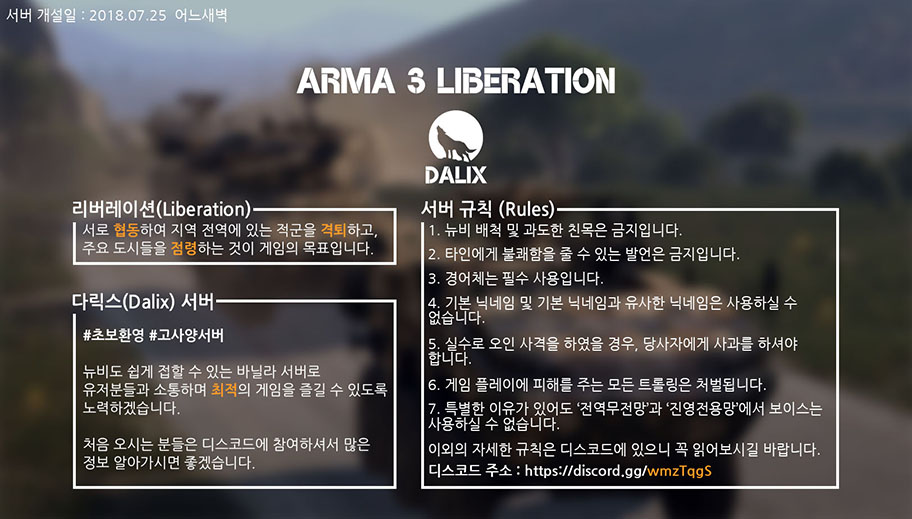 서버 개설일 : 2018.07.25 어느새벽
ARMA 3 LIBERATION
DALIX
리버레이션(Liberation)
서로 협동하여 지역 전역에 있는 적군을 격퇴하고,
주요 도시들을 점령하는 것이 게임의 목표입니다.
다릭스(Dalix) 서버
#초보환영 #고사양서버
뉴비도 쉽게 접할 수 있는 바닐라 서버로
유저분들과 소통하며 최적의 게임을 즐길 수 있도록
노력하겠습니다.
처음 오시는 분들은 디스코드에 참여하셔서 많은
정보 알아가시면 좋겠습니다.
서버 규칙 (Rules)
1. 뉴비 배척 및 과도한 친목은 금지입니다.
2. 타인에게 불쾌함을 줄 수 있는 발언은 금지입니다.
3. 경어체는 필수 사용입니다.
4. 기본 닉네임 및 기본 닉네임과 유사한 닉네임은 사용하실 수
없습니다.
5. 실수로 오인 사격을 하였을 경우, 당사자에게 사과를 하셔야
합니다.
6. 게임 플레이에 피해를 주는 모든 트롤링은 처벌됩니다.
7. 특별한 이유가 있어도 '전역무전망'과 '진영전용망'에서 보이스는
사용하실 수 없습니다.
이외의 자세한 규칙은 디스코드에 있으니 꼭 읽어보시길 바랍니다.
디스코드 주소 : https://discord.gg/wmzTqgS